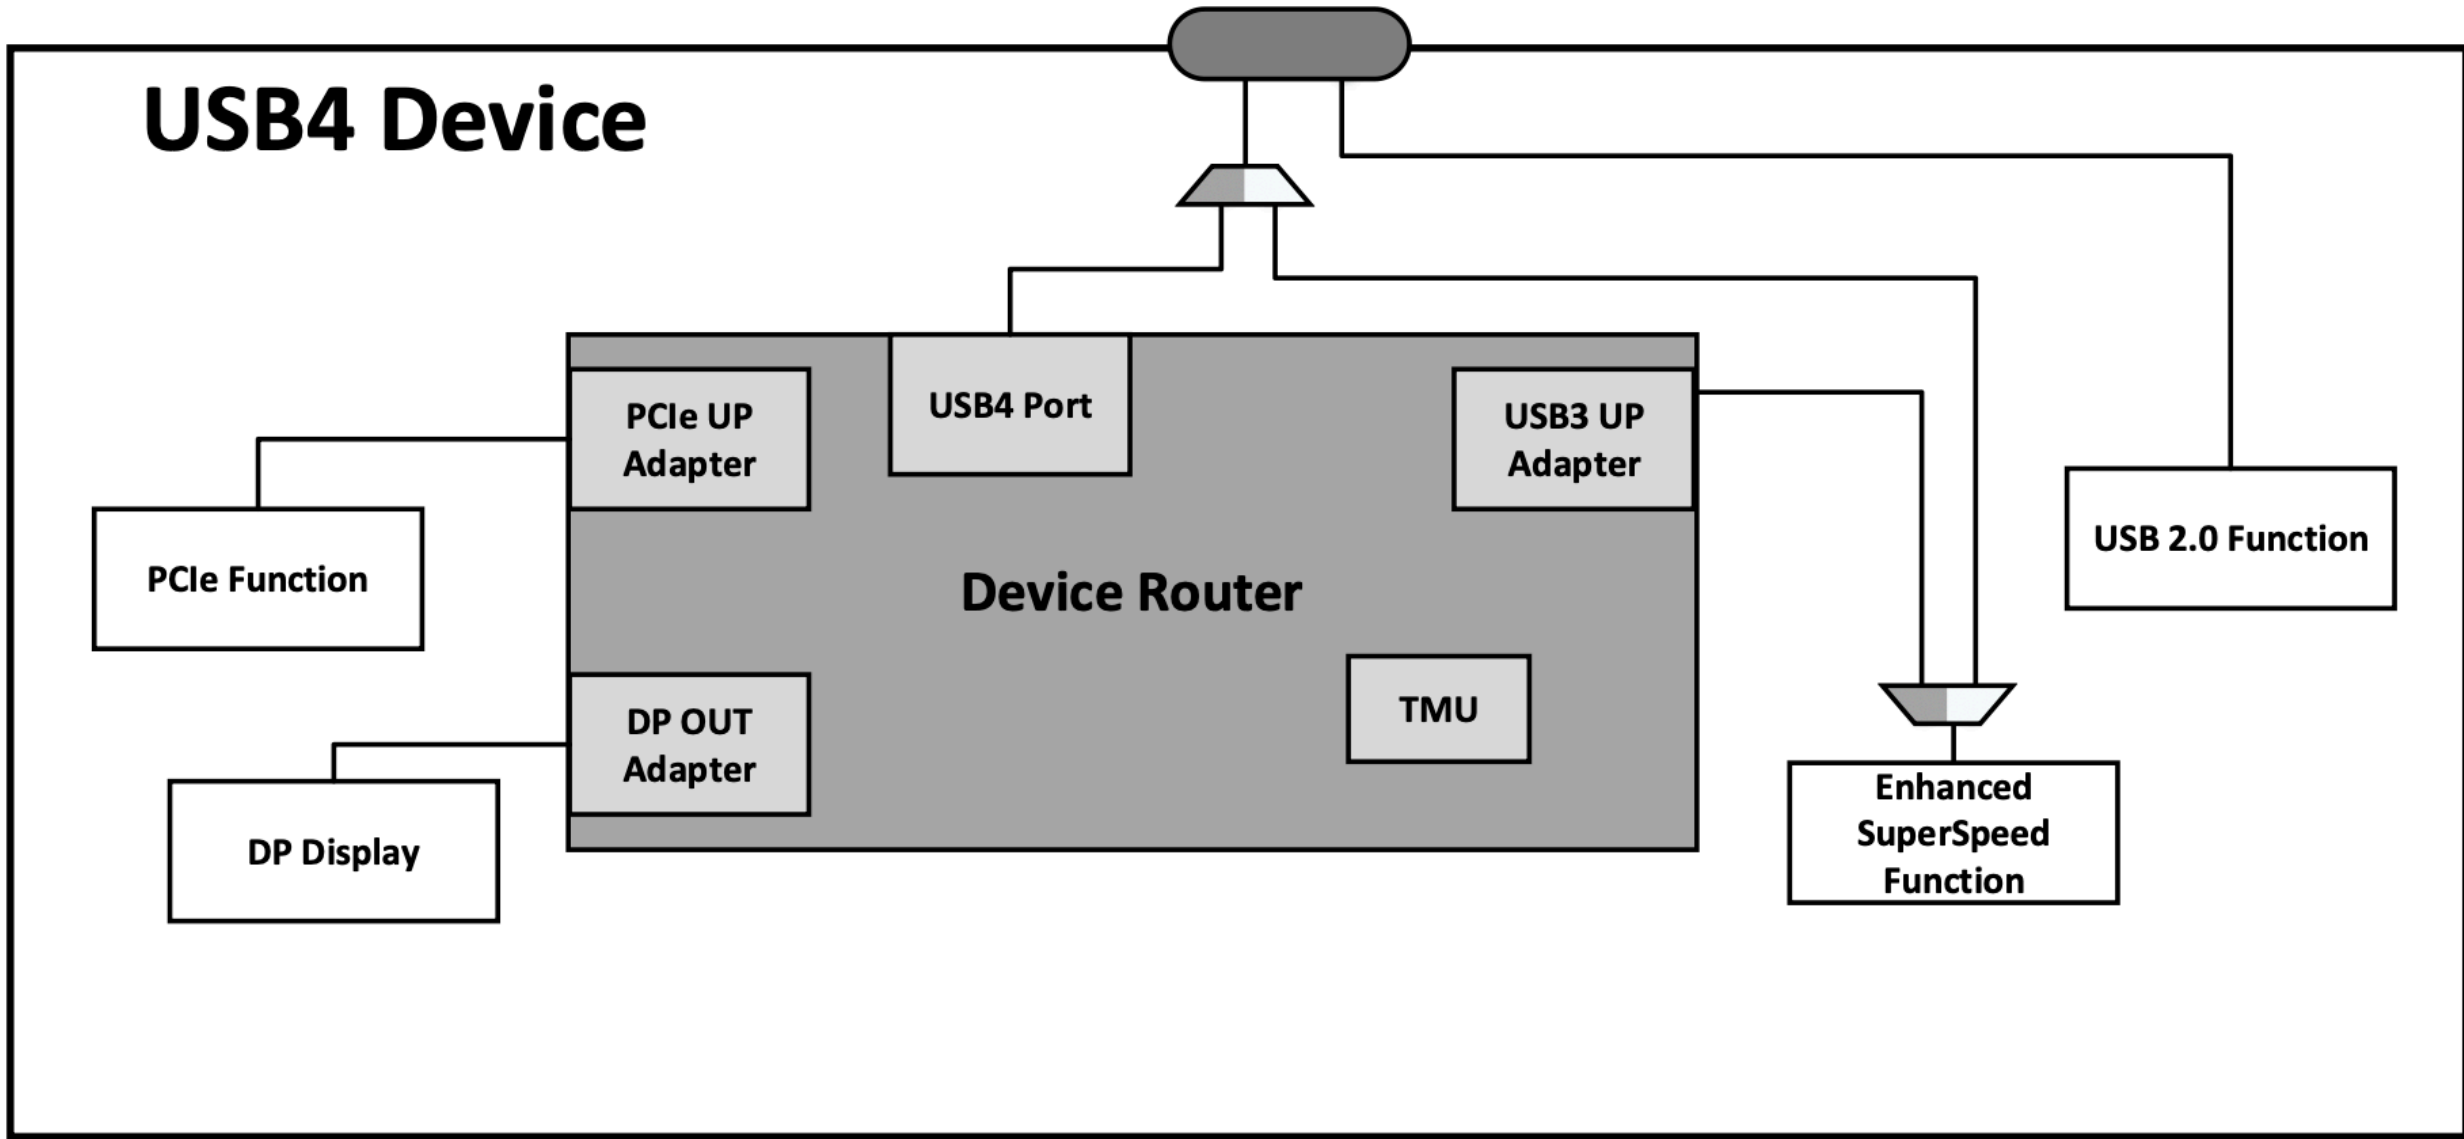 USB4 Device
USB4 Port
PCIe UP
Adapter
USB3 UP
Adapter
PCIe Function
USB 2.0 Function
Device Router
DP OUT
Adapter
TMU
DP Display
Enhanced
SuperSpeed
Function